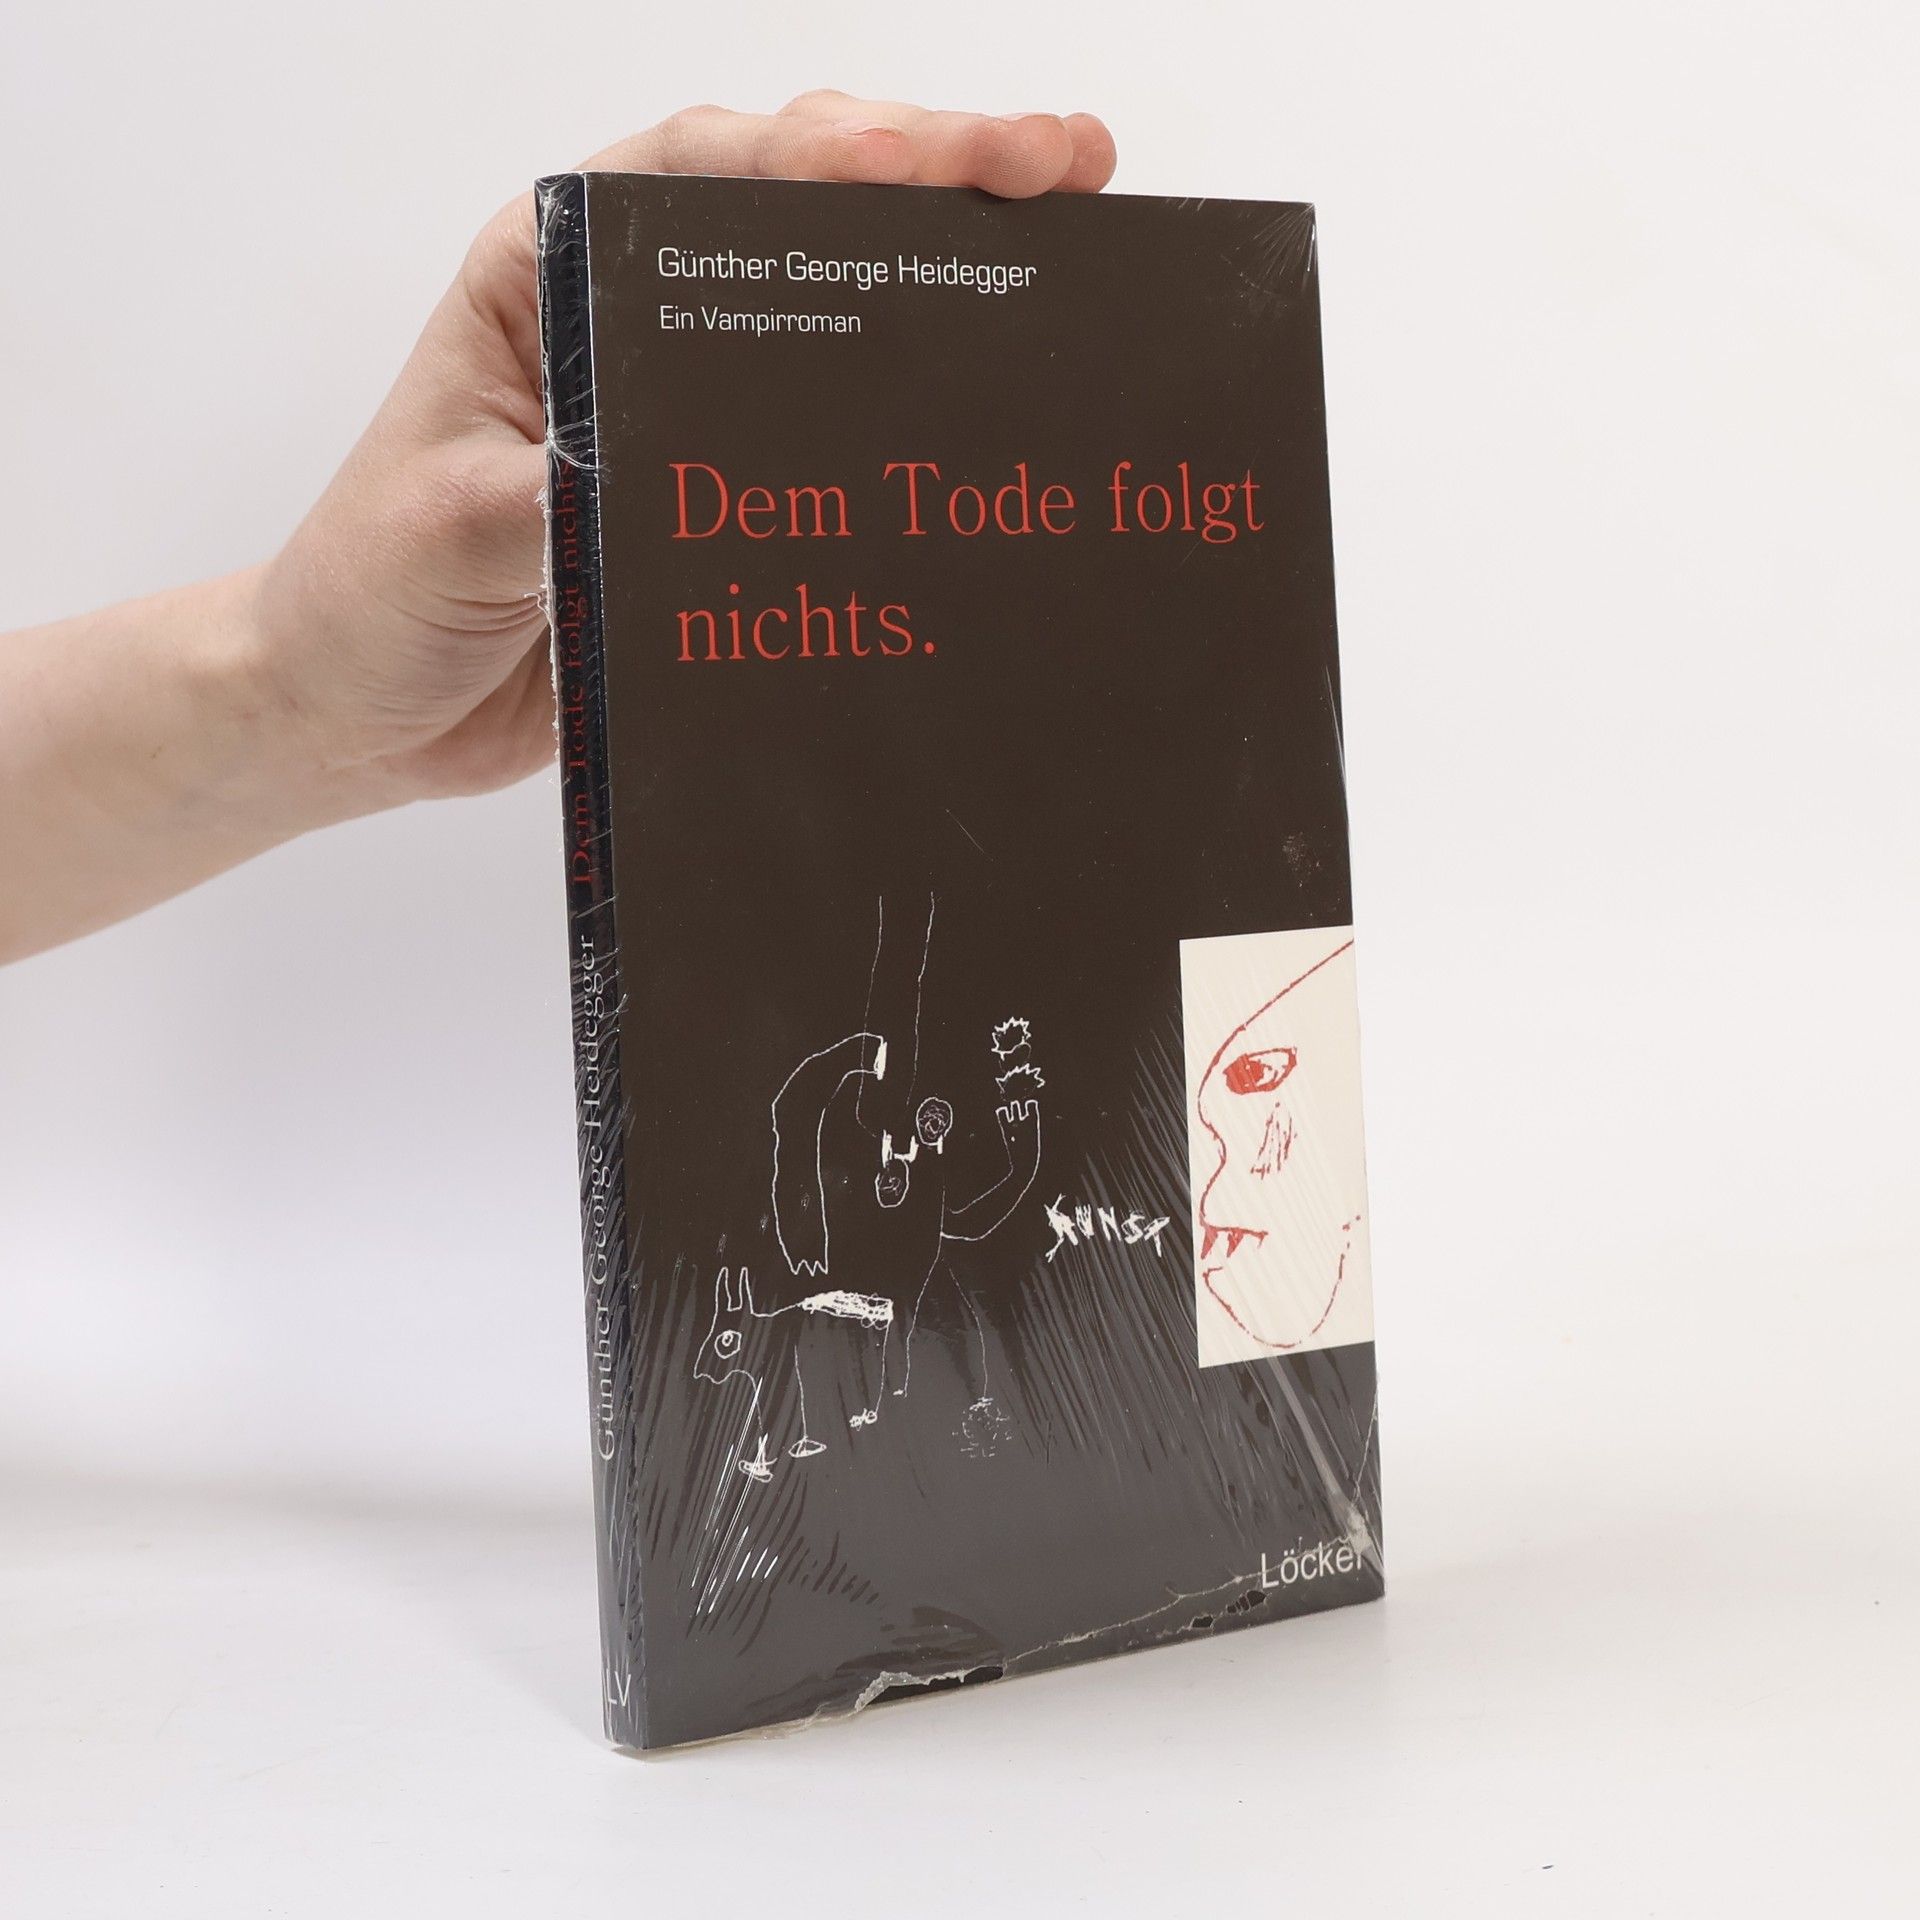 Günther George Heidegger
Ein Vampirroman
Dem Tode folgt
nichts.
KUNST
Löcker
Günther George Heidegger Dem Tode folgt nichts
LV